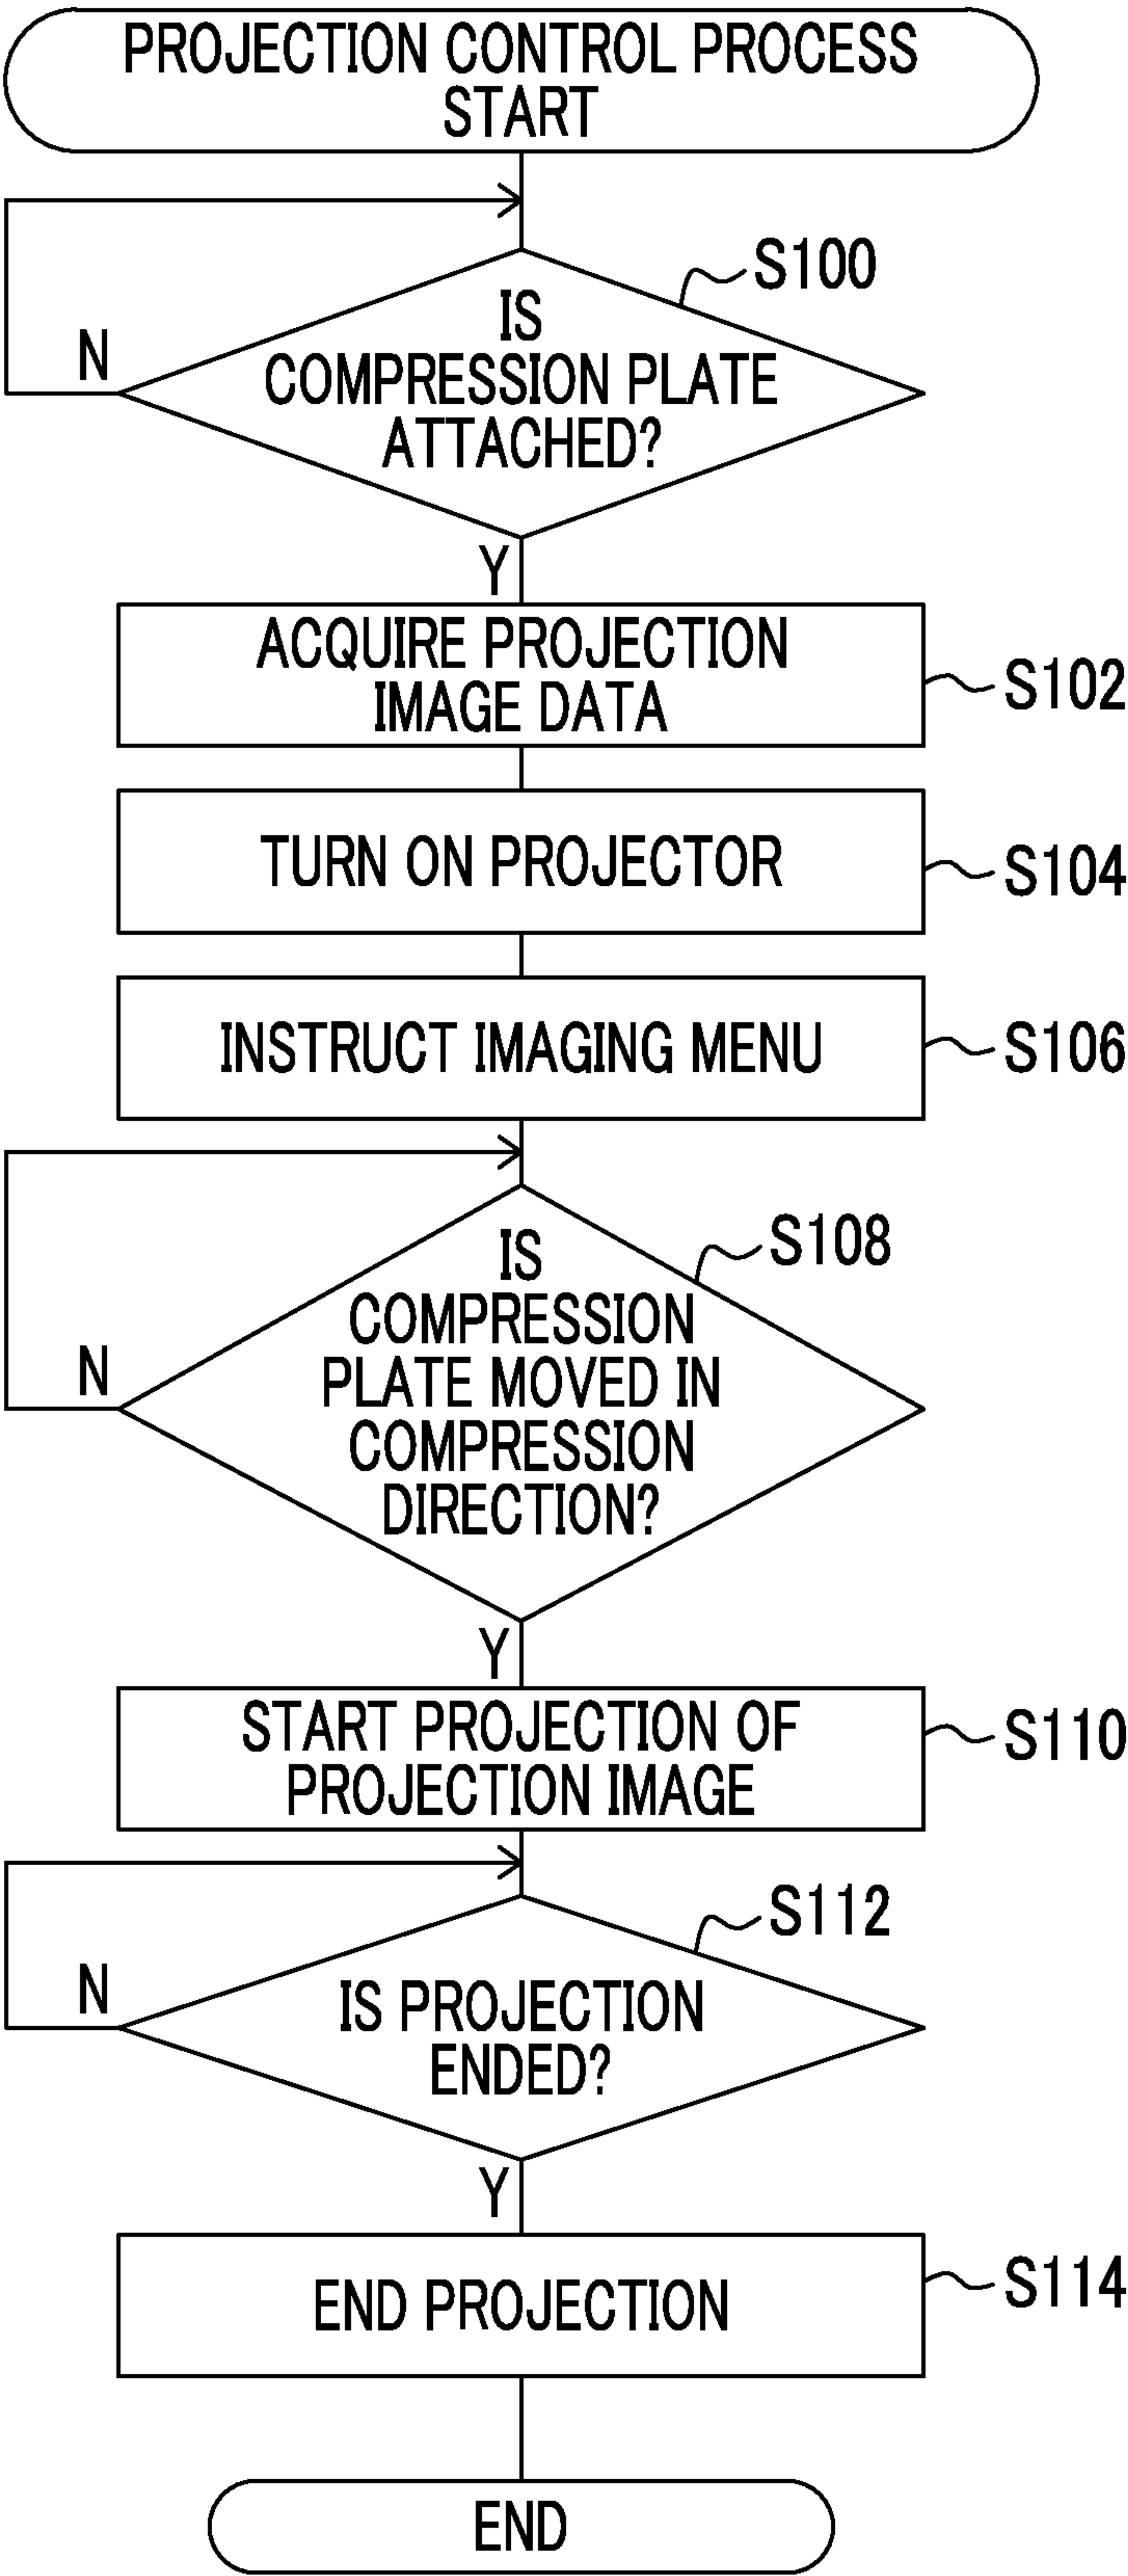 PROJECTION CONTROL PROCESS
START
S100
IS
COMPRESSION PLATE
ATTACHED?
N
Y
ACQUIRE PROJECTION
IMAGE DATA
S102
TURN ON PROJECTOR
S104
INSTRUCT IMAGING MENU
S106
S108
IS
COMPRESSION
PLATE MOVED IN
COMPRESSION
DIRECTION?
N
Y
START PROJECTION OF
PROJECTION IMAGE
S110
S112
IS PROJECTION
ENDED?
N
Y
END PROJECTION
S114
END